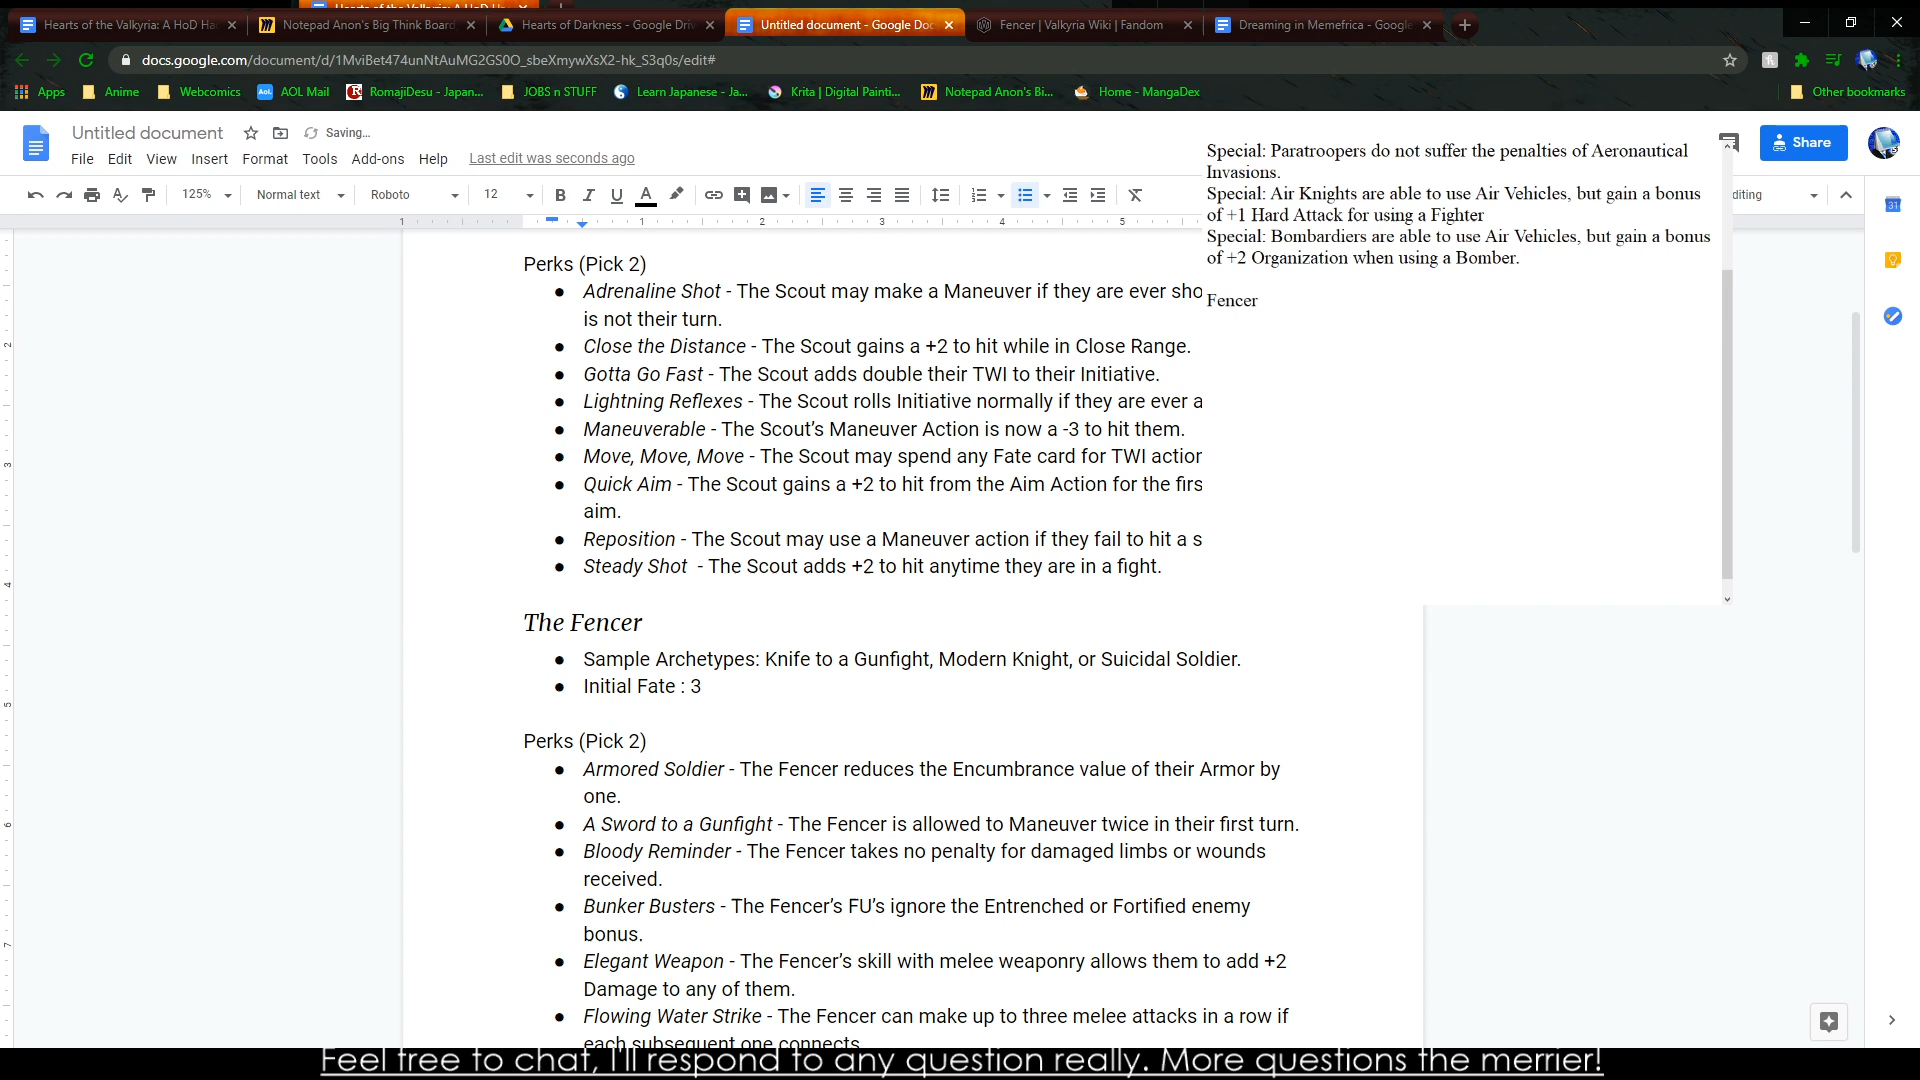 Hearts of the Valkyria: A HoD Ha
Notepad Anon's Big Think Board
Hearts of Darkness - Google Driv
Untitled document - Google Doc
Fencer | Valkyria Wiki | Fandom
Dreaming in Memefrica - Google
docs.google.com/document/d/1MviBet474unNtAuMG2GS0O_sbeXmywXsX2-hk_S3q0s/edit#
Apps
Anime
Webcomics
AOL Mail
RomajiDesu - Japan...
JOBS n STUFF
Learn Japanese - Ja...
Krita | Digital Painti...
Notepad Anon's Bi...
Home - MangaDex
Other bookmarks
Untitled document
Saving...
File Edit View Insert Format Tools Add-ons Help
Last edit was seconds ago
Share
125%
Normal text
Roboto
12
diting
Special: Paratroopers do not suffer the penalties of Aeronautical
Invasions.
Special: Air Knights are able to use Air Vehicles, but gain a bonus
of +1 Hard Attack for using a Fighter
Special: Bombardiers are able to use Air Vehicles, but gain a bonus
of +2 Organization when using a Bomber.
Fencer
Perks (Pick 2)
● Adrenaline Shot - The Scout may make a Maneuver if they are ever sho
is not their turn.
● Close the Distance - The Scout gains a +2 to hit while in Close Range.
● Gotta Go Fast - The Scout adds double their TWI to their Initiative.
● Lightning Reflexes - The Scout rolls Initiative normally if they are ever a
● Maneuverable - The Scout's Maneuver Action is now a -3 to hit them.
● Move, Move, Move - The Scout may spend any Fate card for TWI action
● Quick Aim - The Scout gains a +2 to hit from the Aim Action for the firs
aim.
● Reposition - The Scout may use a Maneuver action if they fail to hit a s
● Steady Shot - The Scout adds +2 to hit anytime they are in a fight.
The Fencer
● Sample Archetypes: Knife to a Gunfight, Modern Knight, or Suicidal Soldier.
● Initial Fate : 3
Perks (Pick 2)
● Armored Soldier - The Fencer reduces the Encumbrance value of their Armor by
one.
● A Sword to a Gunfight - The Fencer is allowed to Maneuver twice in their first turn.
● Bloody Reminder - The Fencer takes no penalty for damaged limbs or wounds
received.
● Bunker Busters - The Fencer's FU's ignore the Entrenched or Fortified enemy
bonus.
● Elegant Weapon - The Fencer's skill with melee weaponry allows them to add +2
Damage to any of them.
● Flowing Water Strike - The Fencer can make up to three melee attacks in a row if
each subsequent one connects.
Feel free to chat, I'll respond to any question really. More questions the merrier!